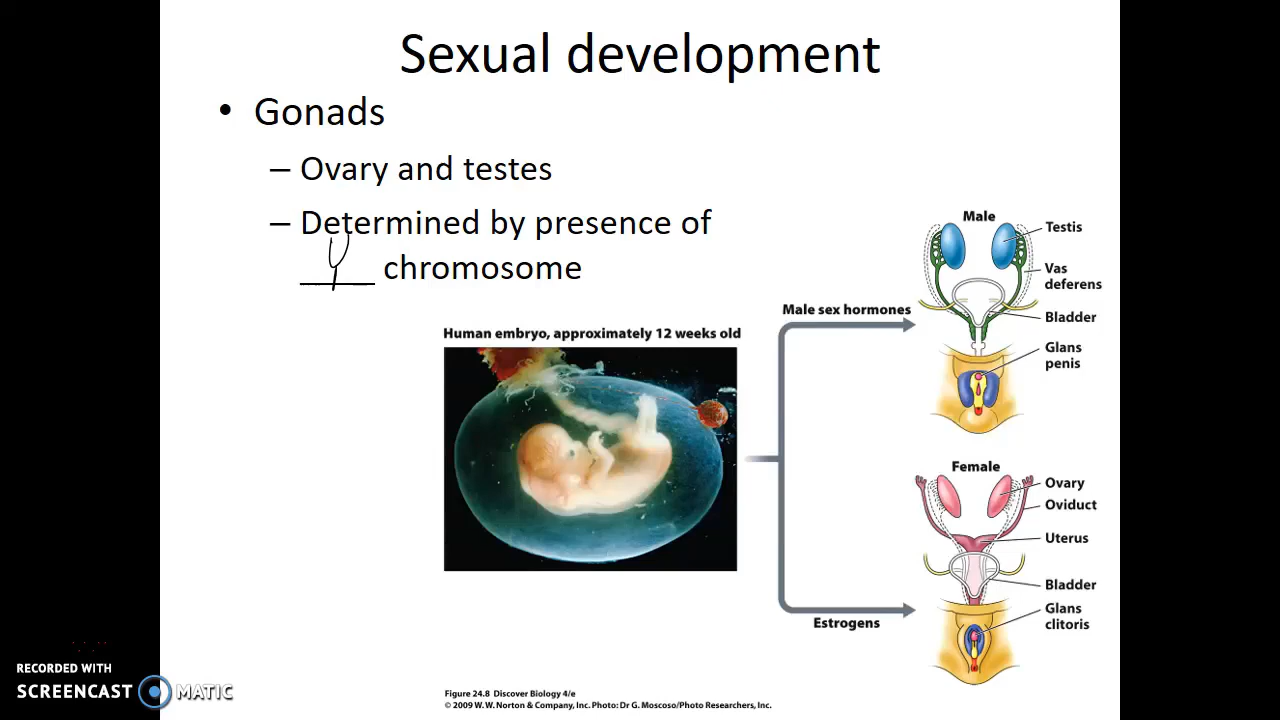 Sexual development
• Gonads
– Ovary and testes
– Determined by presence of
Y chromosome
Human embryo, approximately 12 weeks old
Male sex hormones
Estrogens
Male
Testis
Vas
deferens
Bladder
Glans
penis
Female
Ovary
Oviduct
Uterus
Bladder
Glans
clitoris
Figure 24.8 Discover Biology 4/e
© 2009 W. W. Norton & Company, Inc. Photo: Dr G. Moscoso/Photo Researchers, Inc.
RECORDED WITH
SCREENCAST MATIC